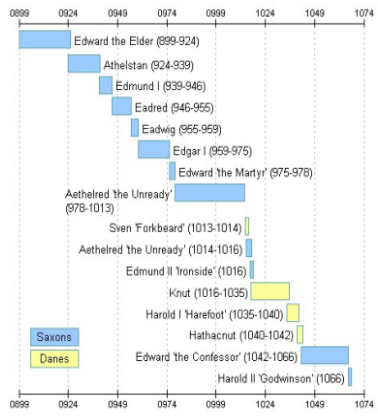 0899 0924 0949 0974 0999 1024 1049 1074
Edward the Elder (899-924)
Athelstan (924-939)
Edmund I (939-946)
Eadred (946-955)
Eadwig (955-959)
Edgar I (959-975)
Edward 'the Martyr' (975-978)
Aethelred 'the Unready'
(978-1013)
Sven 'Forkbeard' (1013-1014)
Aethelred 'the Unready' (1014-1016)
Edmund II 'Ironside' (1016)
Knut (1016-1035)
Harold I 'Harefoot' (1035-1040)
Hathacnut (1040-1042)
Saxons
Danes
Edward 'the Confessor' (1042-1066)
Harold II 'Godwinson' (1066)
0899 0924 0949 0974 0999 1024 1049 1074